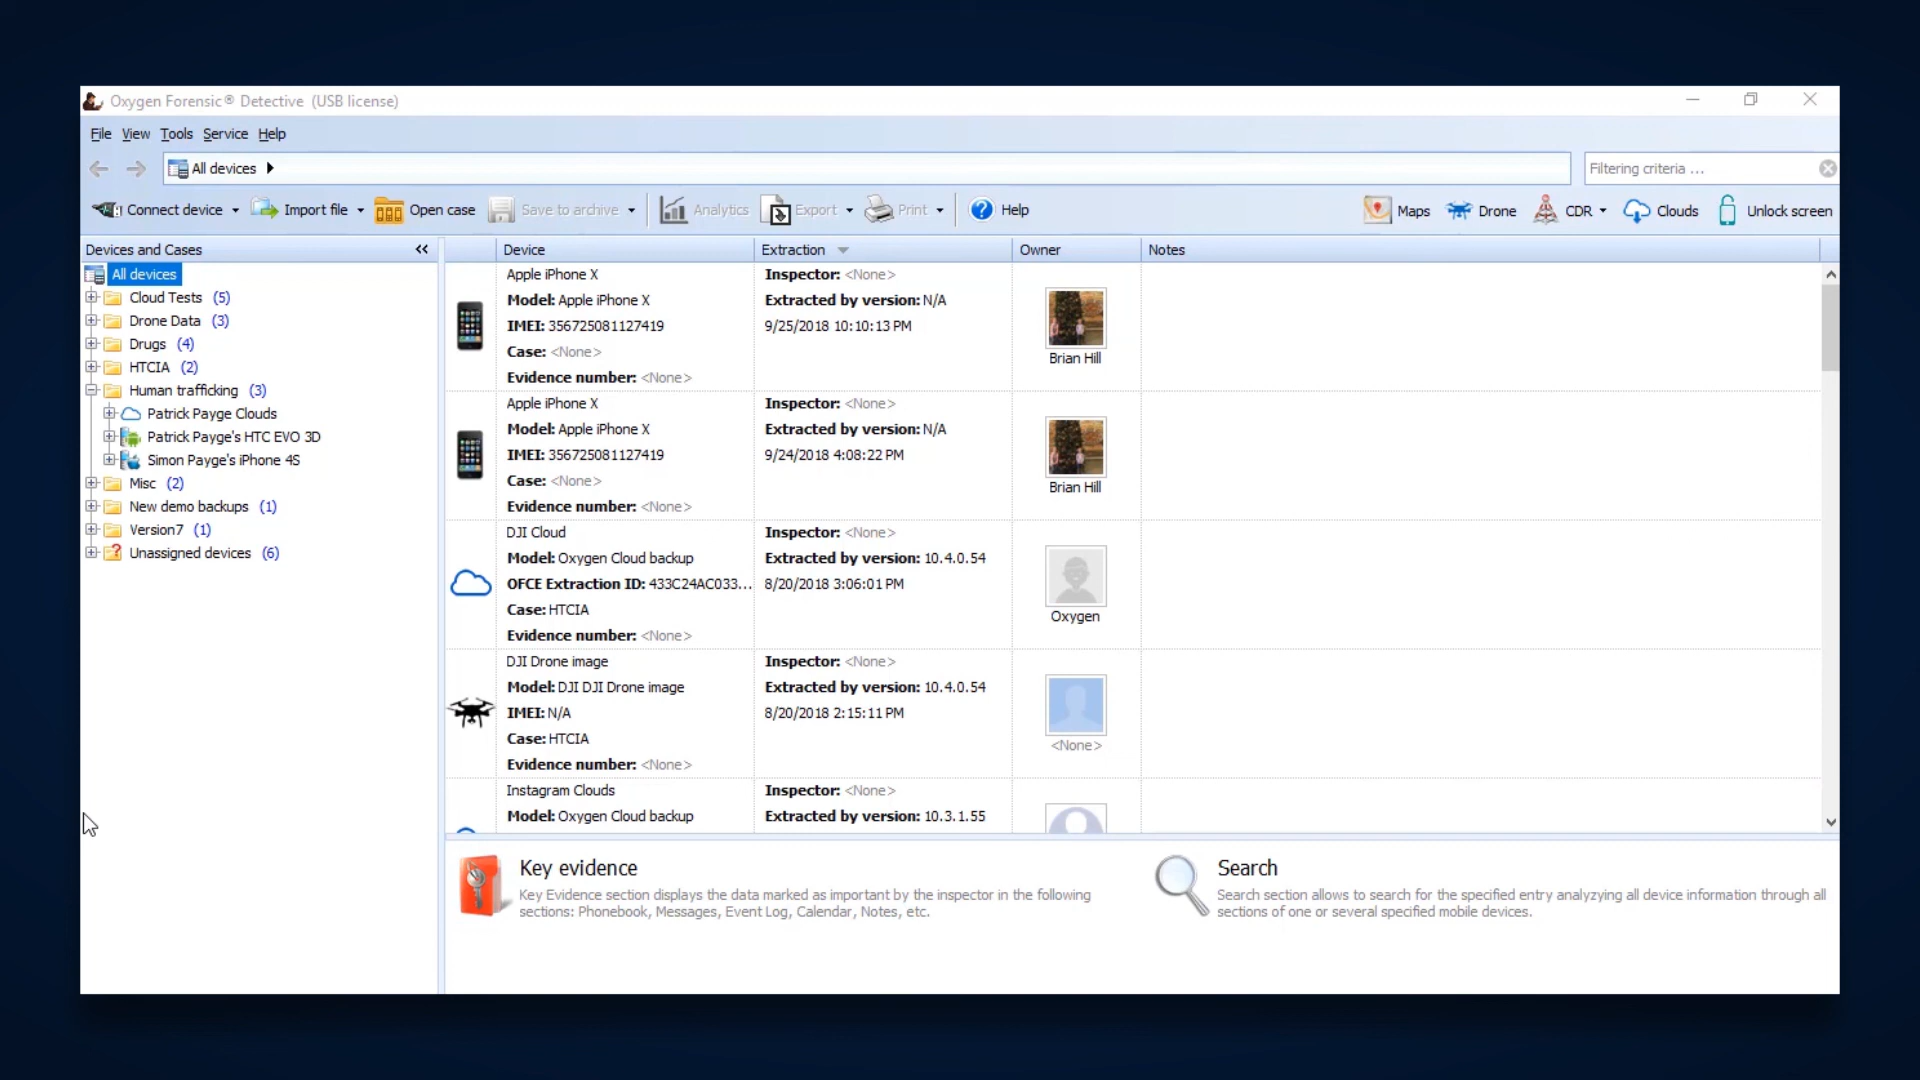 Oxygen Forensic® Detective (USB license)
File View Tools Service Help
All devices
Filtering criteria ...
Connect device Import file Open case Save to archive Analytics Export Print Help Maps Drone CDR Clouds Unlock screen
Devices and Cases
All devices
Cloud Tests (5)
Drone Data (3)
Drugs (4)
HTCIA (2)
Human trafficking (3)
Patrick Payge Clouds
Patrick Payge's HTC EVO 3D
Simon Payge's iPhone 4S
Misc (2)
New demo backups (1)
Version7 (1)
Unassigned devices (6)
Device Extraction Owner Notes
Apple iPhone X
Model: Apple iPhone X
IMEI: 356725081127419
Case: <None>
Evidence number: <None>
Inspector: <None>
Extracted by version: N/A
9/25/2018 10:10:13 PM
Brian Hill
Apple iPhone X
Model: Apple iPhone X
IMEI: 356725081127419
Case: <None>
Evidence number: <None>
Inspector: <None>
Extracted by version: N/A
9/24/2018 4:08:22 PM
Brian Hill
DJI Cloud
Model: Oxygen Cloud backup
OFCE Extraction ID: 433C24AC033...
Case: HTCIA
Evidence number: <None>
Inspector: <None>
Extracted by version: 10.4.0.54
8/20/2018 3:06:01 PM
Oxygen
DJI Drone image
Model: DJI DJI Drone image
IMEI: N/A
Case: HTCIA
Evidence number: <None>
Inspector: <None>
Extracted by version: 10.4.0.54
8/20/2018 2:15:11 PM
<None>
Instagram Clouds
Model: Oxygen Cloud backup
Inspector: <None>
Extracted by version: 10.3.1.55
Key evidence
Key Evidence section displays the data marked as important by the inspector in the following
sections: Phonebook, Messages, Event Log, Calendar, Notes, etc.
Search
Search section allows to search for the specified entry analyzying all device information through all
sections of one or several specified mobile devices.